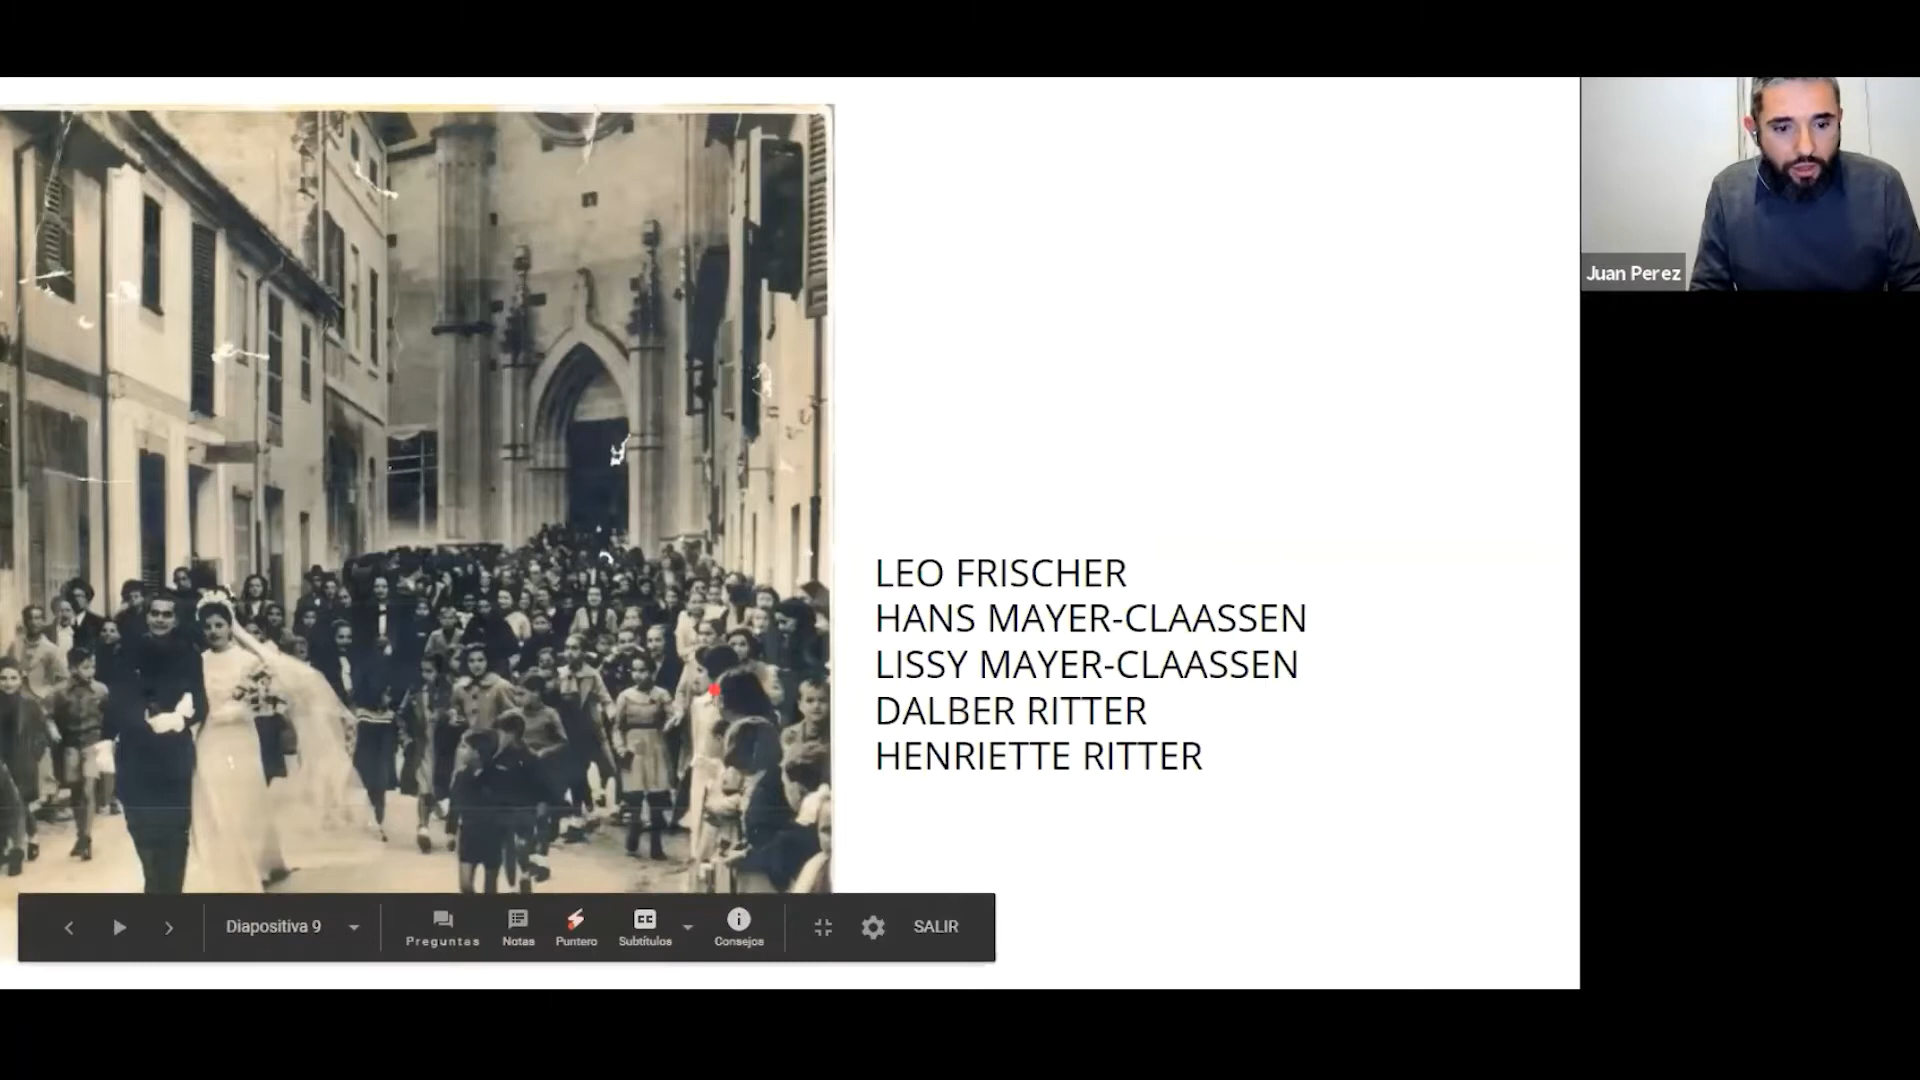 Juan Perez
LEO FRISCHER
HANS MAYER-CLAASSEN
LISSY MAYER-CLAASSEN
DALBER RITTER
HENRIETTE RITTER
Diapositiva 9
Preguntas
Notas
Puntero
CC
Subtítulos
Consejos
SALIR